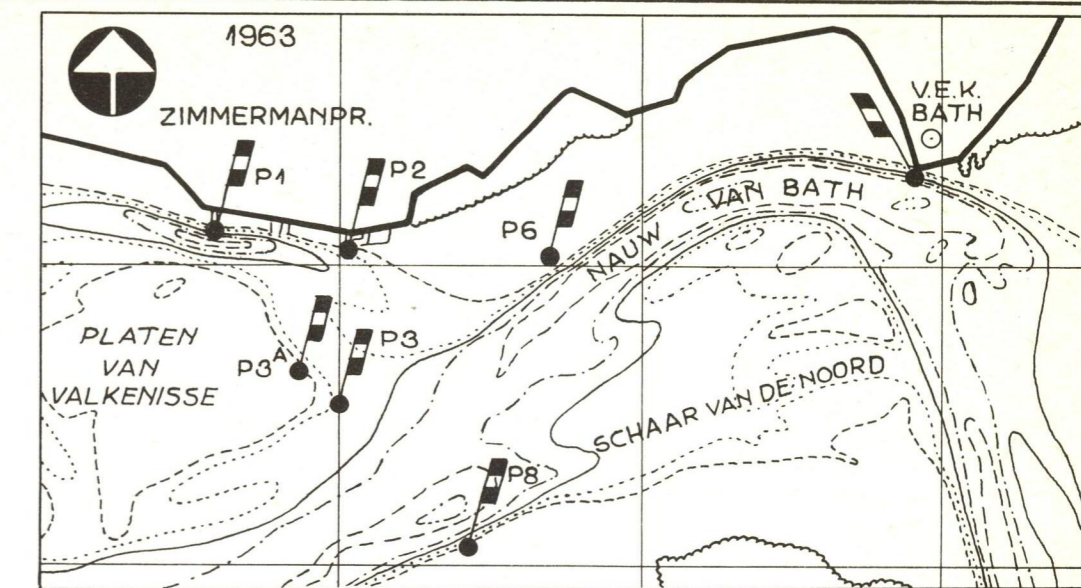 1963
ZIMMERMANPR.
V.E.K.
BATH
P1
P2
P6
NAUW VAN BATH
PLATEN
VAN
VALKENISSE
P3A
P3
SCHAAR VAN DE NOORD
P8